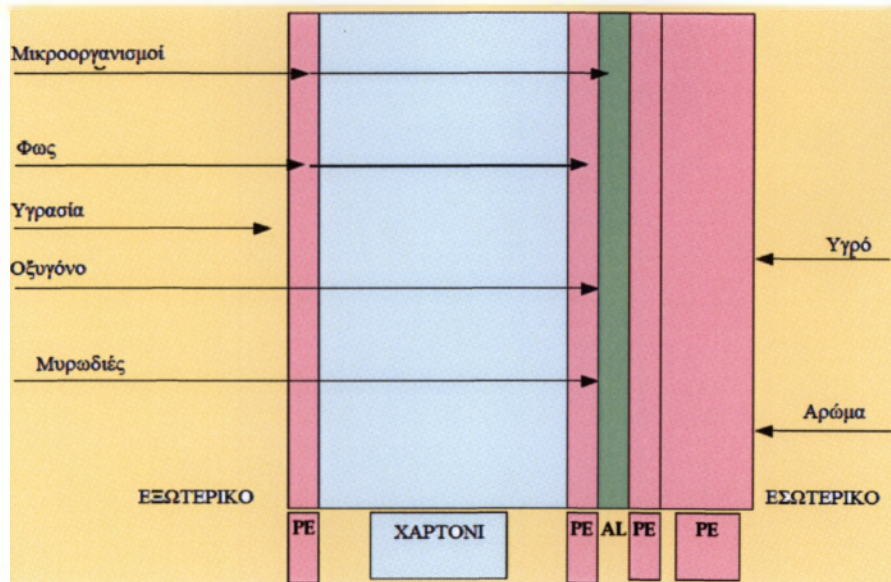 Μικροοργανισμοί
Φως
Υγρασία
Υγρό
Οξυγόνο
Μυρωδιές
Αρώμα
ΕΞΩΤΕΡΙΚΟ
ΕΣΩΤΕΡΙΚΟ
PE ΧΑΡΤΟΝΙ PE AL PE PE